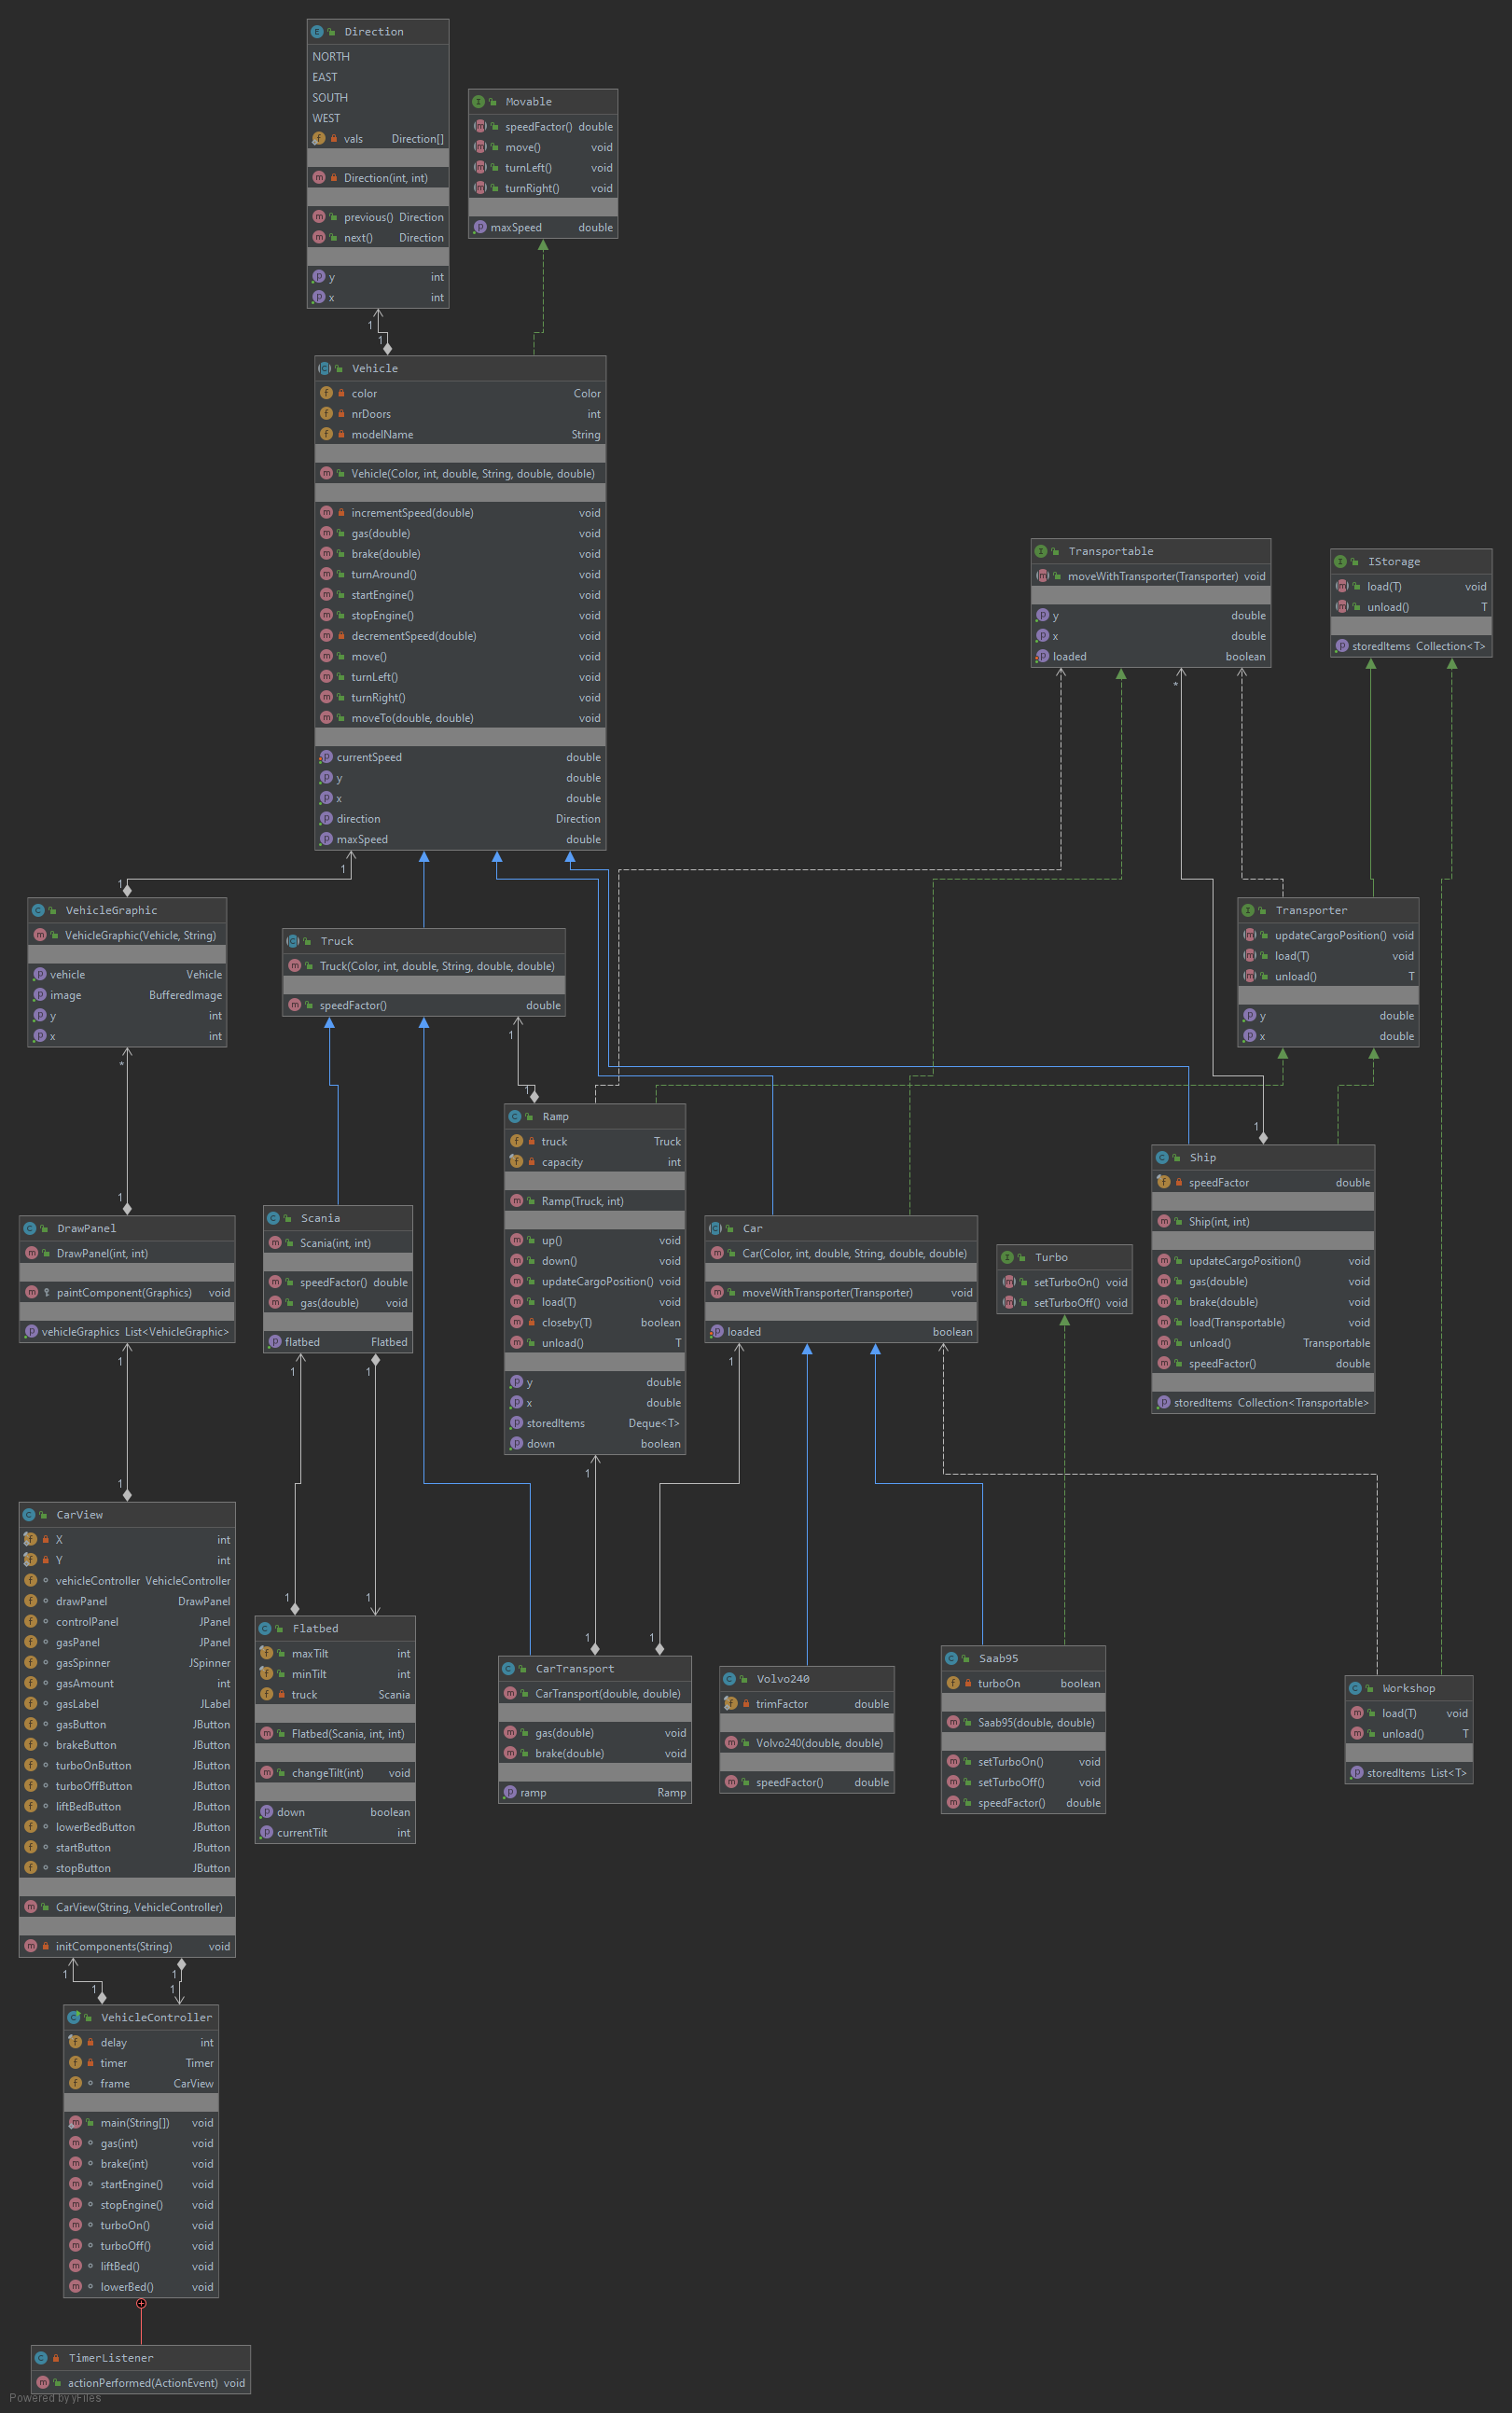 Direction
NORTH
EAST
SOUTH
WEST
vals Direction[]
Direction(int, int)
previous() Direction
next() Direction
y int
x int
Movable
speedFactor() double
move() void
turnLeft() void
turnRight() void
maxSpeed double
1
1
Vehicle
color Color
nrDoors int
modelName String
Vehicle(Color, int, double, String, double, double)
incrementSpeed(double) void
gas(double) void
brake(double) void
turnAround() void
startEngine() void
stopEngine() void
decrementSpeed(double) void
move() void
turnLeft() void
turnRight() void
moveTo(double, double) void
currentSpeed double
y double
x double
direction Direction
maxSpeed double
Transportable
moveWithTransporter(Transporter) void
y double
x double
loaded boolean
IStorage
load(T) void
unload() T
storedItems Collection<T>
*
1
1
VehicleGraphic
VehicleGraphic(Vehicle, String)
vehicle Vehicle
image BufferedImage
y int
x int
Truck
Truck(Color, int, double, String, double, double)
speedFactor() double
Transporter
updateCargoPosition() void
load(T) void
unload() T
y double
x double
1
*
1
1
1
Ramp
truck Truck
capacity int
Ramp(Truck, int)
up() void
down() void
updateCargoPosition() void
load(T) void
closeby(T) boolean
unload() T
y double
x double
storedItems Deque<T>
down boolean
Ship
speedFactor double
Ship(int, int)
updateCargoPosition() void
gas(double) void
brake(double) void
load(Transportable) void
unload() Transportable
speedFactor() double
storedItems Collection<Transportable>
DrawPanel
DrawPanel(int, int)
paintComponent(Graphics) void
vehicleGraphics List<VehicleGraphic>
Scania
Scania(int, int)
speedFactor() double
gas(double) void
flatbed Flatbed
Car
Car(Color, int, double, String, double, double)
moveWithTransporter(Transporter) void
loaded boolean
Turbo
setTurboOn() void
setTurboOff() void
1
1
1
1
1
1
1
1
1
1
CarView
X int
Y int
vehicleController VehicleController
drawPanel DrawPanel
controlPanel JPanel
gasPanel JPanel
gasSpinner JSpinner
gasAmount int
gasLabel JLabel
gasButton JButton
brakeButton JButton
turboOnButton JButton
turboOffButton JButton
liftBedButton JButton
lowerBedButton JButton
startButton JButton
stopButton JButton
CarView(String, VehicleController)
initComponents(String) void
Flatbed
maxTilt int
minTilt int
truck Scania
Flatbed(Scania, int, int)
changeTilt(int) void
down boolean
currentTilt int
CarTransport
CarTransport(double, double)
gas(double) void
brake(double) void
ramp Ramp
Volvo240
trimFactor double
Volvo240(double, double)
speedFactor() double
Saab95
turboOn boolean
Saab95(double, double)
setTurboOn() void
setTurboOff() void
speedFactor() double
Workshop
load(T) void
unload() T
storedItems List<T>
1
1
1
1
VehicleController
delay int
timer Timer
frame CarView
main(String[]) void
gas(int) void
brake(int) void
startEngine() void
stopEngine() void
turboOn() void
turboOff() void
liftBed() void
lowerBed() void
TimerListener
actionPerformed(ActionEvent) void
Powered by yFiles